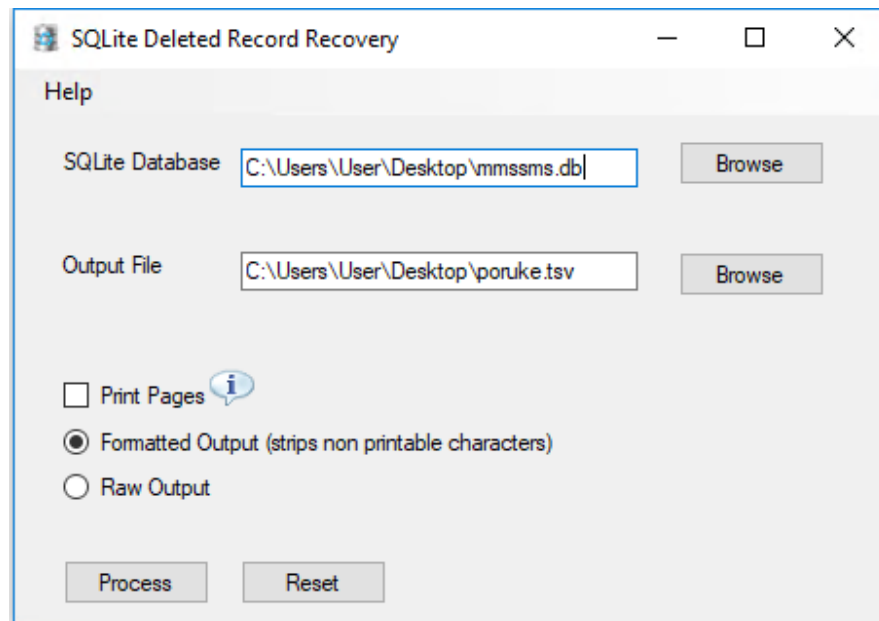 SQLite Deleted Record Recovery
Help
SQLite Database C:\Users\User\Desktop\mmssms.db Browse
Output File C:\Users\User\Desktop\poruke.tsv Browse
Print Pages
Formatted Output (strips non printable characters)
Raw Output
Process Reset